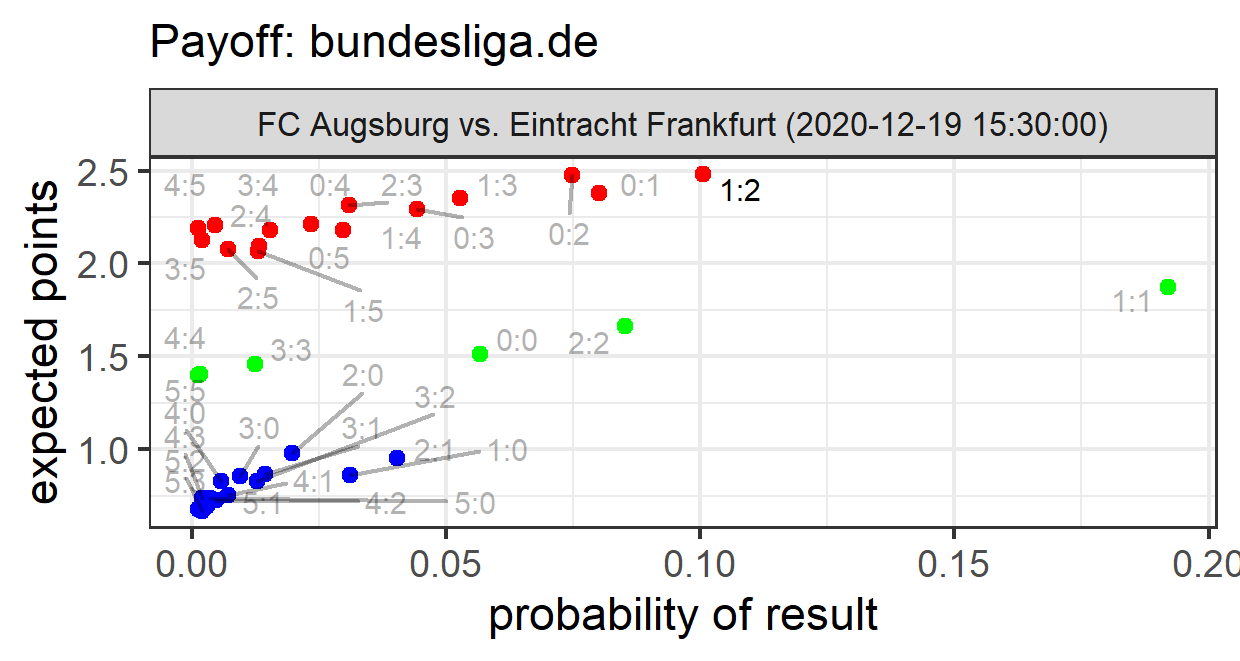 Payoff: bundesliga.de
FC Augsburg vs. Eintracht Frankfurt (2020-12-19 15:30:00)
expected points
2.5
2.0
1.5
1.0
4:5 3:4 0:4 2:3 1:3 0:1 1:2
2:4
1:4 0:3 0:2
3:5 0:5
2:5
1:5
1:1
4:4 3:3 0:0 2:2
2:0
5:5 3:2
4:0
4:3 3:0 3:1
2:1 1:0
5:2
5:3 4:1
5:1 4:2 5:0
0.00 0.05 0.10 0.15 0.20
probability of result